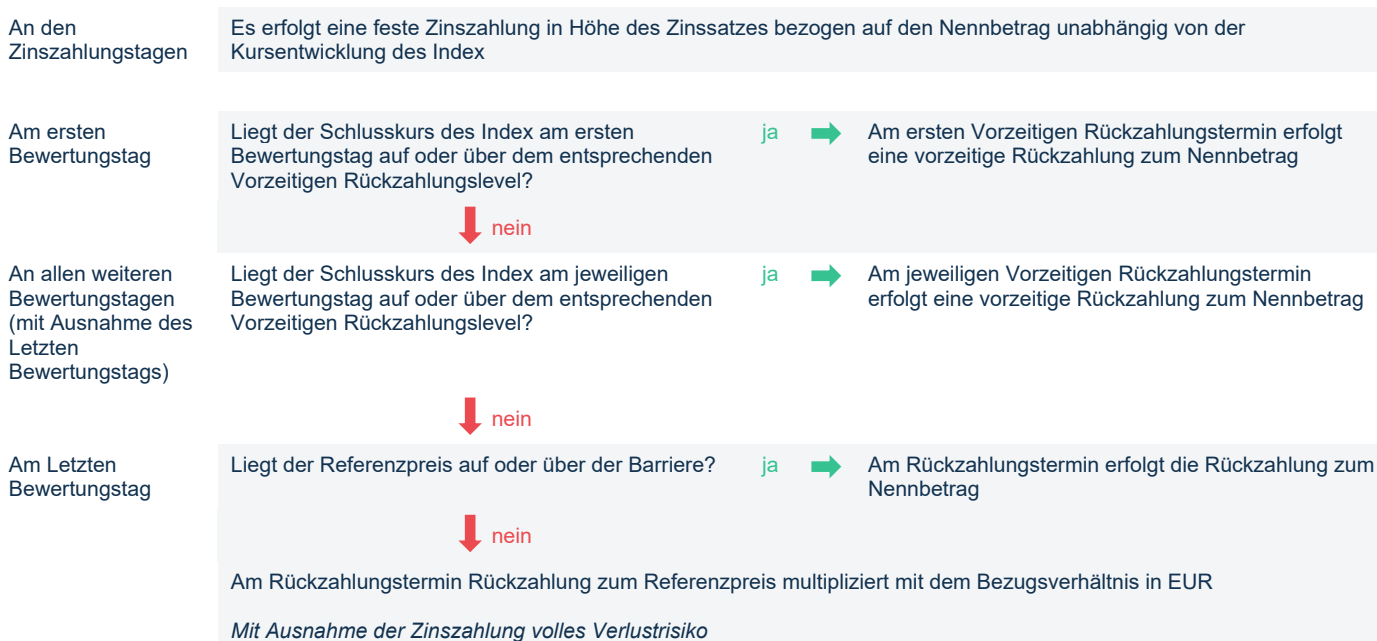 An den
Zinszahlungstagen
Es erfolgt eine feste Zinszahlung in Höhe des Zinssatzes bezogen auf den Nennbetrag unabhängig von der
Kursentwicklung des Index
Am ersten
Bewertungstag
Liegt der Schlusskurs des Index am ersten
Bewertungstag auf oder über dem entsprechenden
Vorzeitigen Rückzahlungslevel?
ja
Am ersten Vorzeitigen Rückzahlungstermin erfolgt
eine vorzeitige Rückzahlung zum Nennbetrag
nein
An allen weiteren
Bewertungstagen
(mit Ausnahme des
Letzten
Bewertungstags)
Liegt der Schlusskurs des Index am jeweiligen
Bewertungstag auf oder über dem entsprechenden
Vorzeitigen Rückzahlungslevel?
ja
Am jeweiligen Vorzeitigen Rückzahlungstermin
erfolgt eine vorzeitige Rückzahlung zum Nennbetrag
nein
Am Letzten
Bewertungstag
Liegt der Referenzpreis auf oder über der Barriere?
ja
Am Rückzahlungstermin erfolgt die Rückzahlung zum
Nennbetrag
nein
Am Rückzahlungstermin Rückzahlung zum Referenzpreis multipliziert mit dem Bezugsverhältnis in EUR
Mit Ausnahme der Zinszahlung volles Verlustrisiko